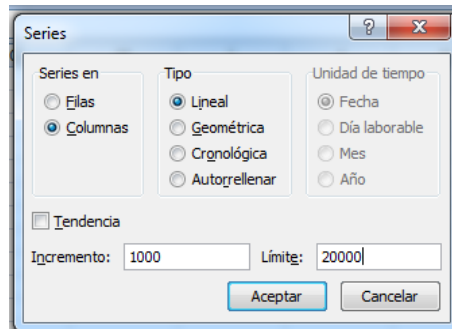 Series
Series en
Filas
Columnas
Tipo
Lineal
Geométrica
Cronológica
Autorrellenar
Unidad de tiempo
Fecha
Día laborable
Mes
Año
Tendencia
Incremento: 1000 Límite: 20000
Aceptar Cancelar